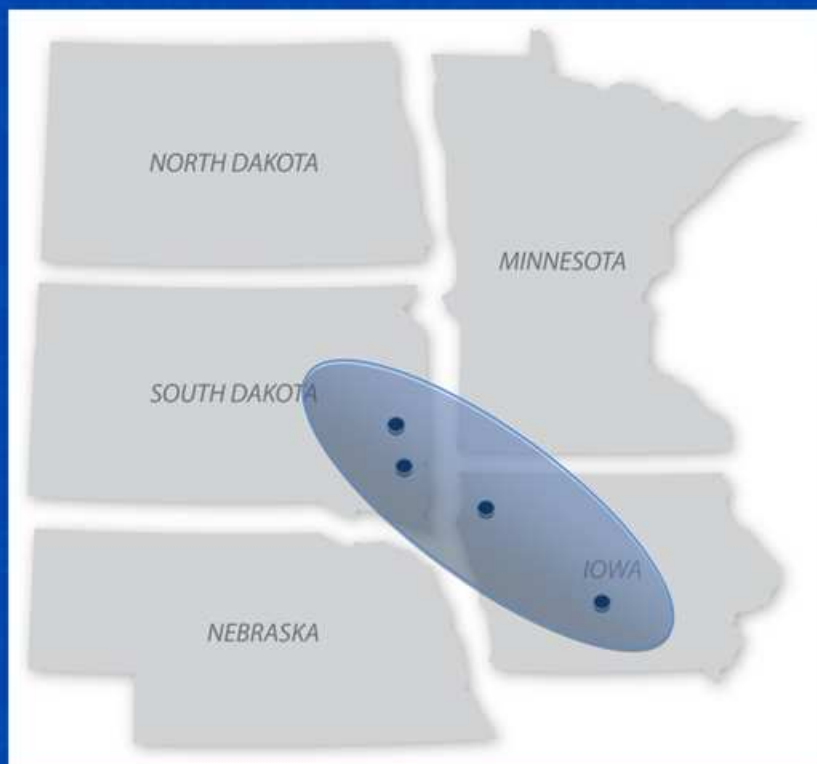 NORTH DAKOTA
MINNESOTA
SOUTH DAKOTA
IOWA
NEBRASKA